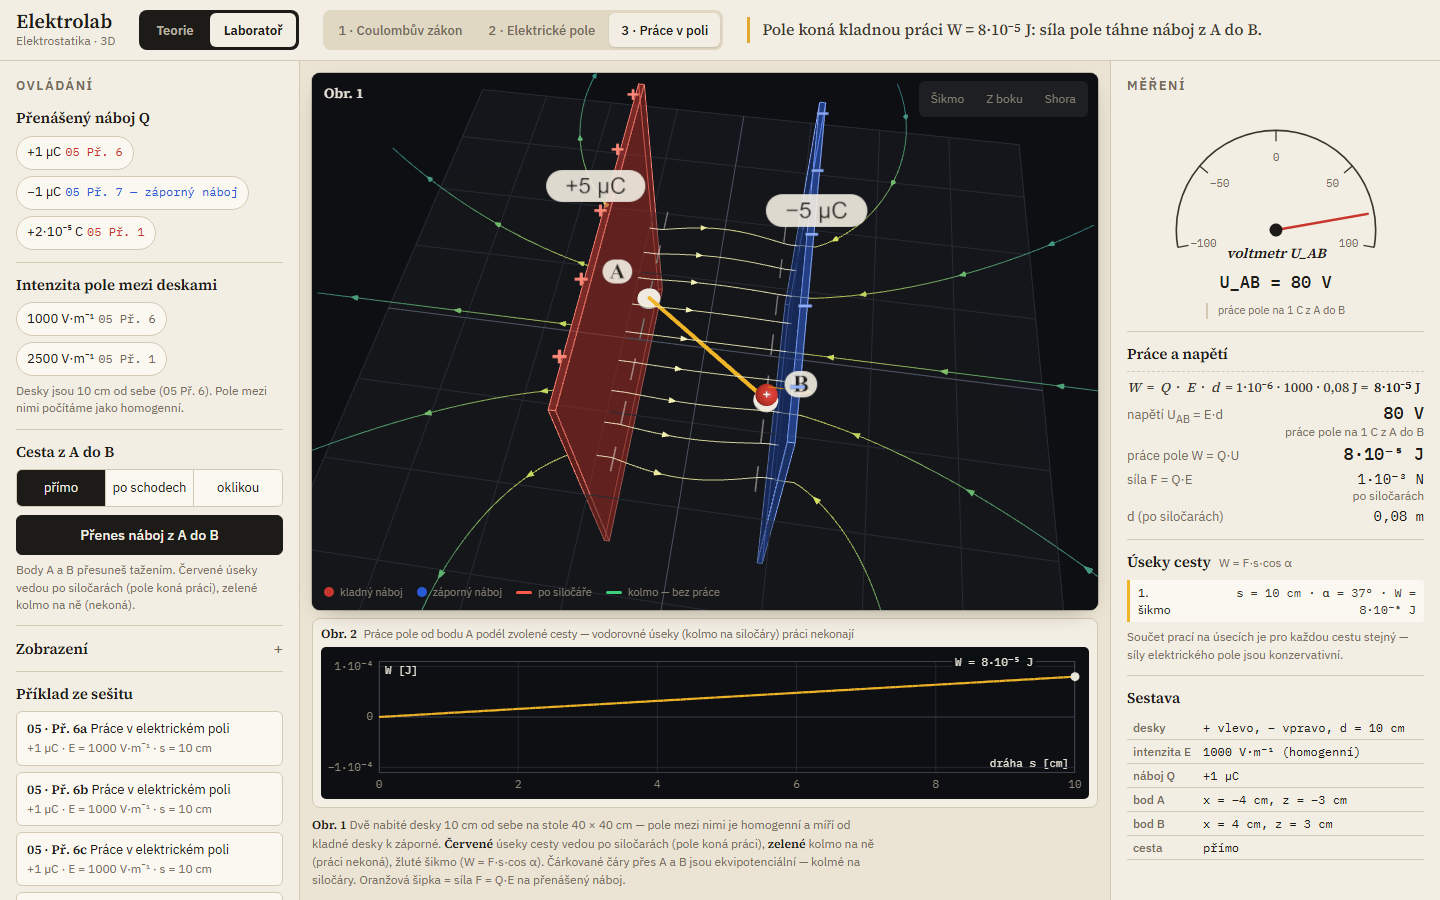 Elektrolab
Elektrostatika · 3D
Teorie
Laboratoř
1 · Coulombův zákon
2 · Elektrické pole
3 · Práce v poli
Pole koná kladnou práci W = 8·10⁻⁵ J: síla pole táhne náboj z A do B.
OVLÁDÁNÍ
Přenášený náboj Q
+1 µC 05 Př. 6
−1 µC 05 Př. 7 — záporný náboj
+2·10⁻⁵ C 05 Př. 1
Intenzita pole mezi deskami
1000 V·m⁻¹ 05 Př. 6
2500 V·m⁻¹ 05 Př. 1
Desky jsou 10 cm od sebe (05 Př. 6). Pole mezi
nimi počítáme jako homogenní.
Cesta z A do B
přímo
po schodech
oklikou
Přenes náboj z A do B
Body A a B přesuneš tažením. Červené úseky
vedou po siločarách (pole koná práci), zelené
kolmo na ně (nekoná).
Zobrazení +
Příklad ze sešitu
05 · Př. 6a Práce v elektrickém poli
+1 µC · E = 1000 V·m⁻¹ · s = 10 cm
05 · Př. 6b Práce v elektrickém poli
+1 µC · E = 1000 V·m⁻¹ · s = 10 cm
05 · Př. 6c Práce v elektrickém poli
+1 µC · E = 1000 V·m⁻¹ · s = 10 cm
Obr. 1
Šikmo
Z boku
Shora
+5 µC
−5 µC
A
B
kladný náboj
záporný náboj
po siločáře
kolmo — bez práce
Obr. 2 Práce pole od bodu A podél zvolené cesty — vodorovné úseky (kolmo na siločáry) práci nekonají
1·10⁻⁴
0
−1·10⁻⁴
W [J]
W = 8·10⁻⁵ J
dráha s [cm]
0 2 4 6 8 10
Obr. 1 Dvě nabité desky 10 cm od sebe na stole 40 × 40 cm — pole mezi nimi je homogenní a míří od
kladné desky k záporné. Červené úseky cesty vedou po siločarách (pole koná práci), zelené kolmo na ně
(práci nekoná), žluté šikmo (W = F·s·cos α). Čárkované čáry přes A a B jsou ekvipotenciální — kolmé na
siločáry. Oranžová šipka = síla F = Q·E na přenášený náboj.
MĚŘENÍ
−100
−50
0
50
100
voltmetr U_AB
U_AB = 80 V
práce pole na 1 C z A do B
Práce a napětí
W = Q · E · d = 1·10⁻⁶ · 1000 · 0,08 J = 8·10⁻⁵ J
napětí U_AB = E·d 80 V
práce pole na 1 C z A do B
práce pole W = Q·U 8·10⁻⁵ J
síla F = Q·E 1·10⁻³ N
po siločarách
d (po siločarách) 0,08 m
Úseky cesty W = F·s·cos α
1. s = 10 cm · α = 37° · W =
šikmo 8·10⁻⁵ J
Součet prací na úsecích je pro každou cestu stejný —
síly elektrického pole jsou konzervativní.
Sestava
desky + vlevo, − vpravo, d = 10 cm
intenzita E 1000 V·m⁻¹ (homogenní)
náboj Q +1 µC
bod A x = −4 cm, z = −3 cm
bod B x = 4 cm, z = 3 cm
cesta přímo